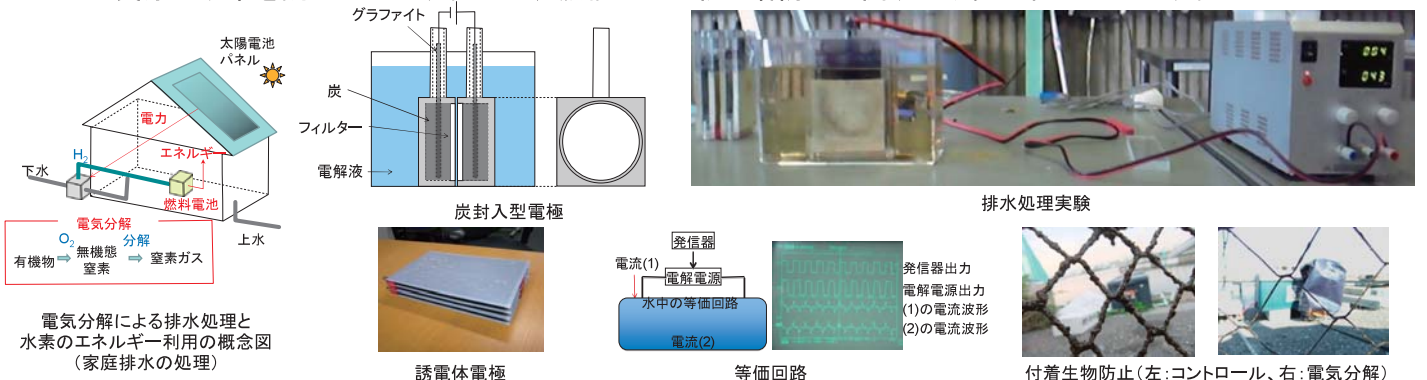 太陽電池
パネル
電力
H2
エネルギー
下水
燃料電池
上水
電気分解
O2
分解
有機物
無機態
窒素
窒素ガス
電気分解による排水処理と
水素のエネルギー利用の概念図
(家庭排水の処理)
グラファイト
炭
フィルター
電解液
炭封入型電極
排水処理実験
誘電体電極
発信器
電流(1)
電解電源
水中の等価回路
電流(2)
発信器出力
電解電源出力
(1)の電流波形
(2)の電流波形
等価回路
付着生物防止(左:コントロール、右:電気分解)